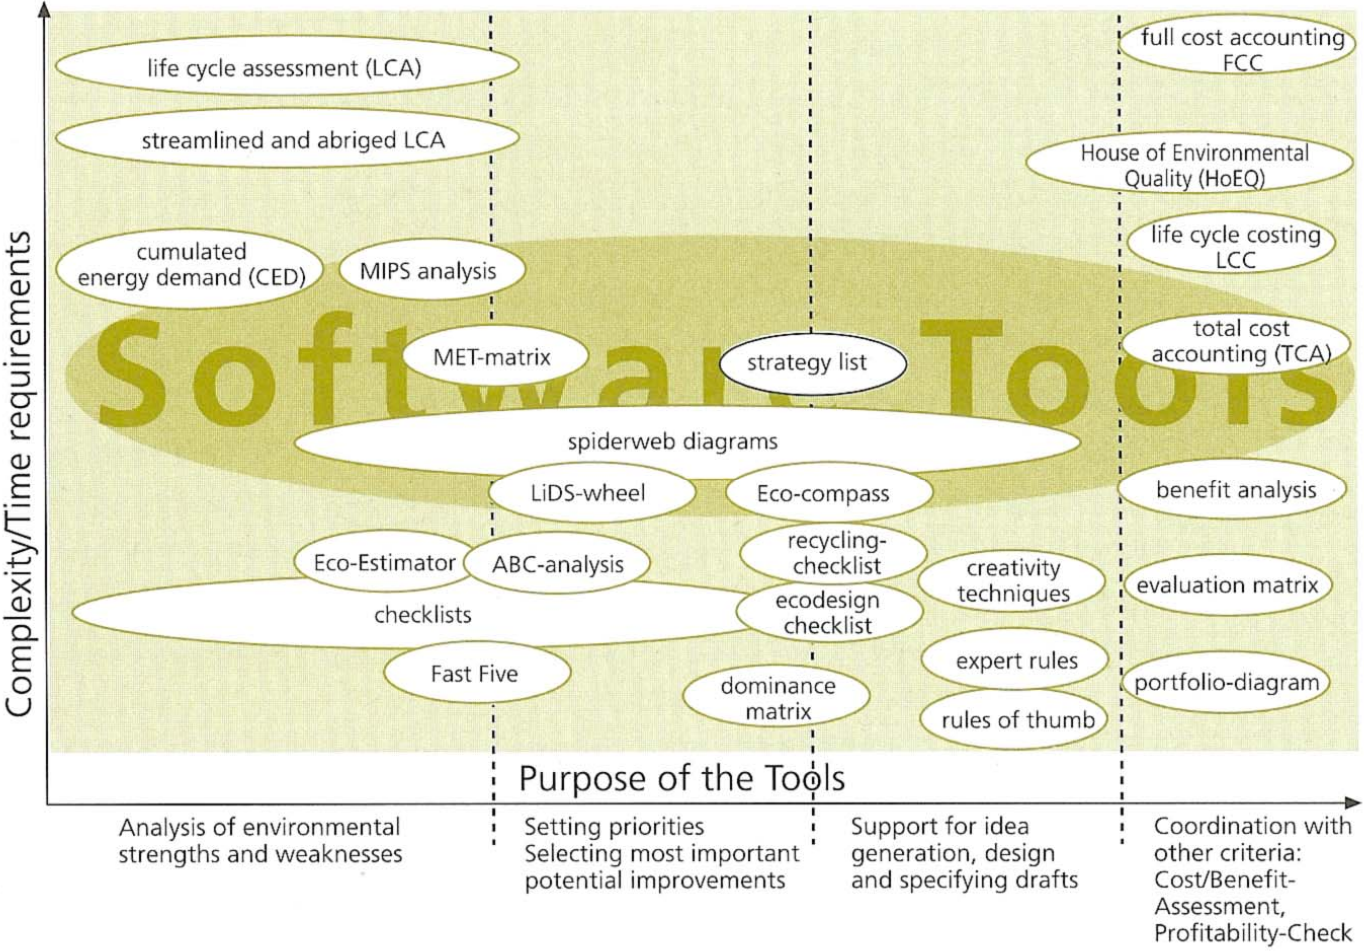 Complexity/Time requirements
life cycle assessment (LCA)
full cost accounting
FCC
streamlined and abriged LCA
House of Environmental
Quality (HoEQ)
cumulated
energy demand (CED)
MIPS analysis
life cycle costing
LCC
Software Tools
MET-matrix
strategy list
total cost
accounting (TCA)
spiderweb diagrams
LiDS-wheel
Eco-compass
benefit analysis
Eco-Estimator
ABC-analysis
recycling-
checklist
creativity
techniques
evaluation matrix
checklists
ecodesign
checklist
Fast Five
expert rules
dominance
matrix
portfolio-diagram
rules of thumb
Purpose of the Tools
Analysis of environmental
strengths and weaknesses
Setting priorities
Selecting most important
potential improvements
Support for idea
generation, design
and specifying drafts
Coordination with
other criteria:
Cost/Benefit-
Assessment,
Profitability-Check